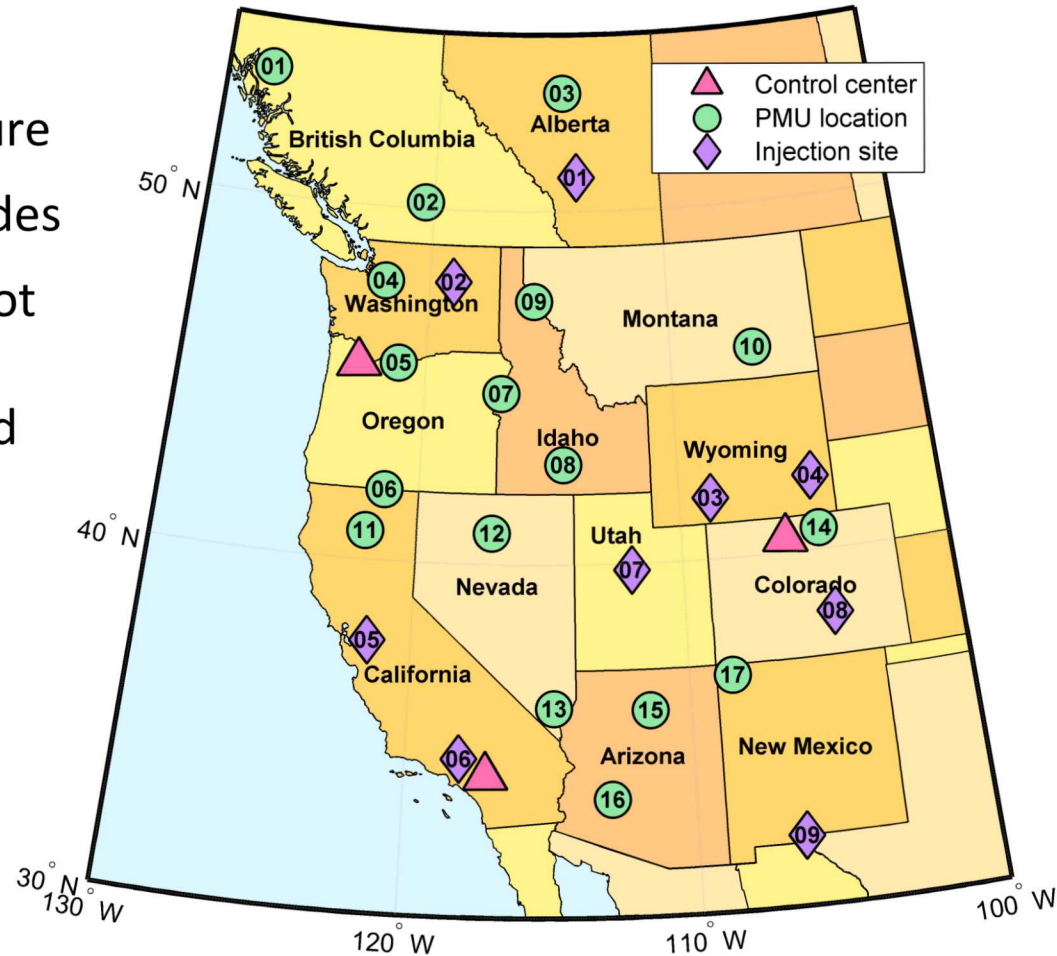 ure
des
ot
d
Control center
PMU location
Injection site
01
03
Alberta
British Columbia
01
50° N
02
04
02
Washington
09
Montana
10
05
07
Oregon
Idaho
08
Wyoming
04
03
06
40° N
11
12
14
Utah
07
Nevada
Colorado
08
05
California
17
13
15
New Mexico
Arizona
06
16
09
30° N
130° W
120° W
110° W
100° W